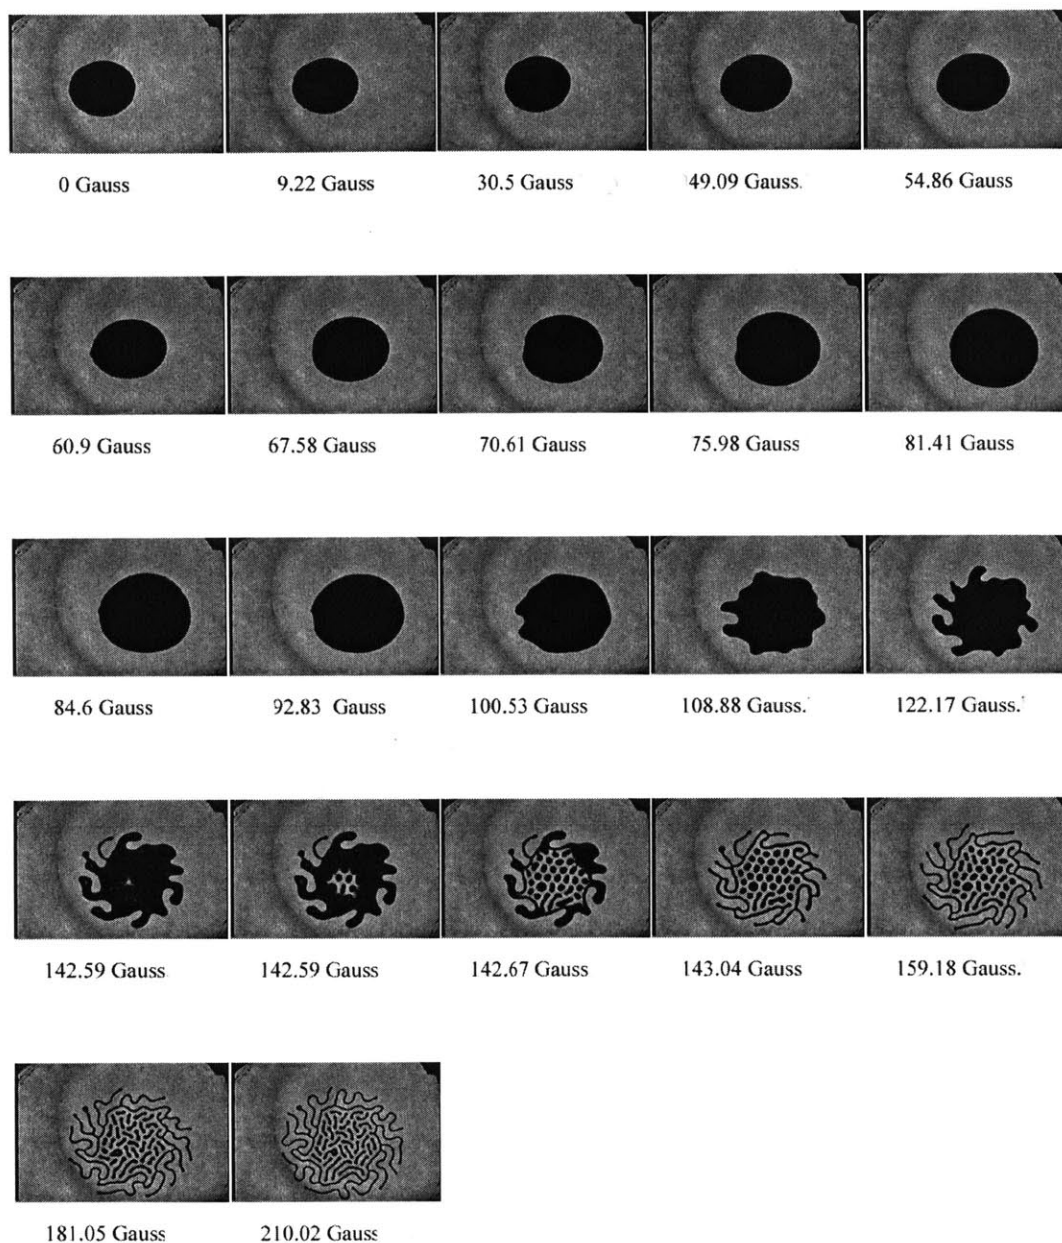 0 Gauss
9.22 Gauss
30.5 Gauss
49.09 Gauss.
54.86 Gauss
60.9 Gauss
67.58 Gauss
70.61 Gauss
75.98 Gauss
81.41 Gauss
84.6 Gauss
92.83 Gauss
100.53 Gauss
108.88 Gauss.
122.17 Gauss.
142.59 Gauss
142.59 Gauss
142.67 Gauss
143.04 Gauss
159.18 Gauss.
181.05 Gauss
210.02 Gauss